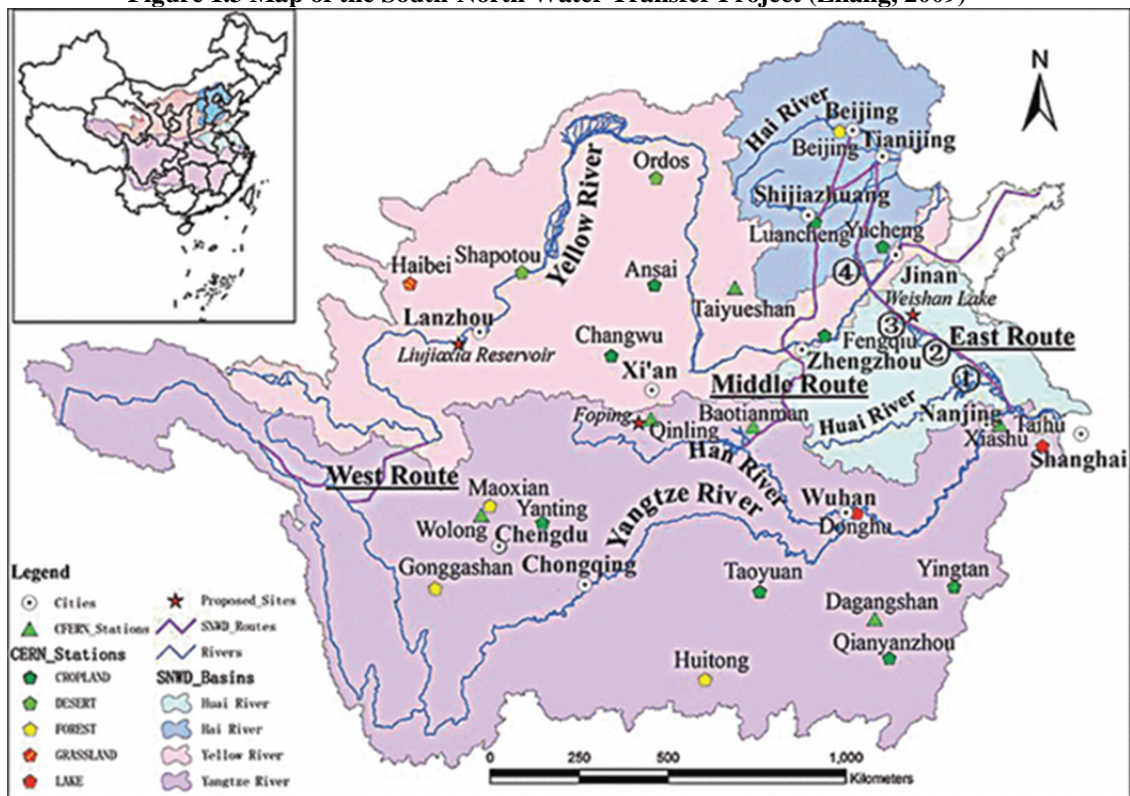 Figure 1.3 Map of the South-North Water Transfer Project (Zhang, 2009)
N
Hai River
Beijing
Beijing
Tianijing
Ordos
Shijiazhuang
Luancheng
Yucheng
Yellow River
Shapotou
Haibei
Ansai
Taiyueshan
④
Jinan
Weishan Lake
Lanzhou
Liujiaxia Reservoir
Changwu
③
Fengqiu
② East Route
Zhengzhou
Xi'an
Middle Route
①
Foping
Qinling
Baotianman
Huai River
Nanjing
Taihu
Xiashu
Shanghai
Han River
West Route
Maoxian
Yanting
Wolong
Chengdu
Yangtze River
Wuhan
Donghu
Gonggashan
Chongqing
Taoyuan
Yingtan
Dagangshan
Qianyanzhou
Huitong
Legend
Cities
CFERN_Stations
CERN_Stations
CROPLAND
DESERT
FOREST
GRASSLAND
LAKE
Proposed_Sites
SNWD_Routes
Rivers
SNWD_Basins
Huai River
Hai River
Yellow River
Yangtze River
0 250 500 1,000
Kilometers